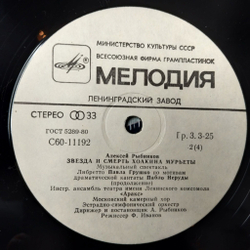 МИНИСТЕРСТВО КУЛЬТУРЫ СССР
ВСЕСОЮЗНАЯ ФИРМА ГРАМПЛАСТИНОК
МЕЛОДИЯ
ЛЕНИНГРАДСКИЙ ЗАВОД
СТЕРЕО 33
ГОСТ 5289-80
С60-11192
Гр. 3. 3-25
2(4)
Алексей Рыбников
ЗВЕЗДА И СМЕРТЬ ХОАКИНА МУРЬЕТЫ
Музыкальный спектакль
Либретто Павла Грушко по мотивам
драматической кантаты Пабло Неруды
(продолжение)
Инстр. ансамбль театра имени Ленинского комсомола
«Аракс»
Московский камерный хор
Эстрадно-симфонический оркестр
Дирижер и постановщик А. Рыбников
Режиссер Ф. Иванов